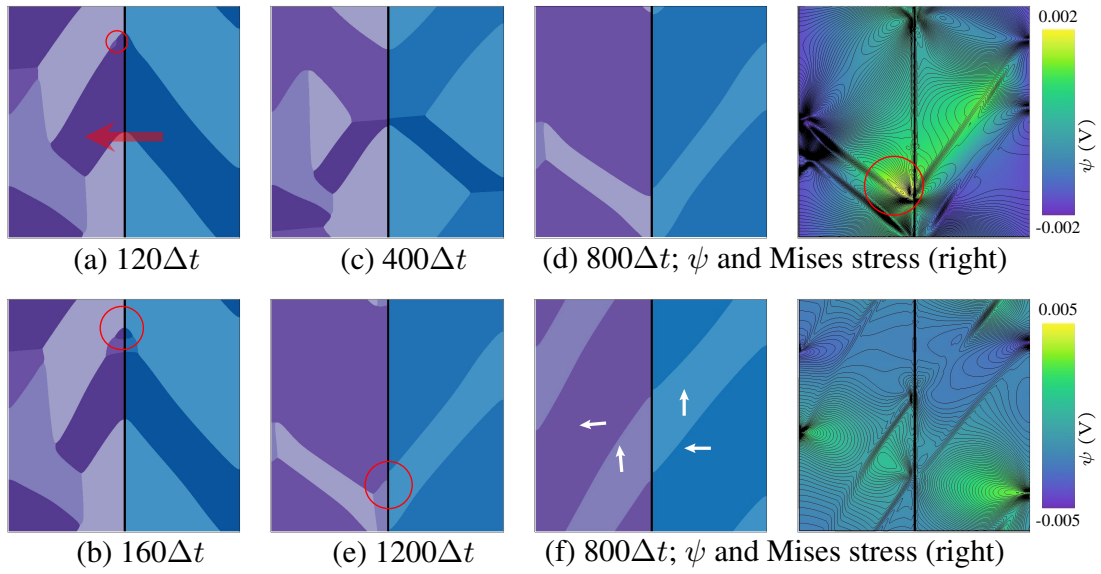 0.002
ψ (V)
-0.002
(a) 120Δt
(c) 400Δt
(d) 800Δt; ψ and Mises stress (right)
0.005
ψ (V)
-0.005
(b) 160Δt
(e) 1200Δt
(f) 800Δt; ψ and Mises stress (right)